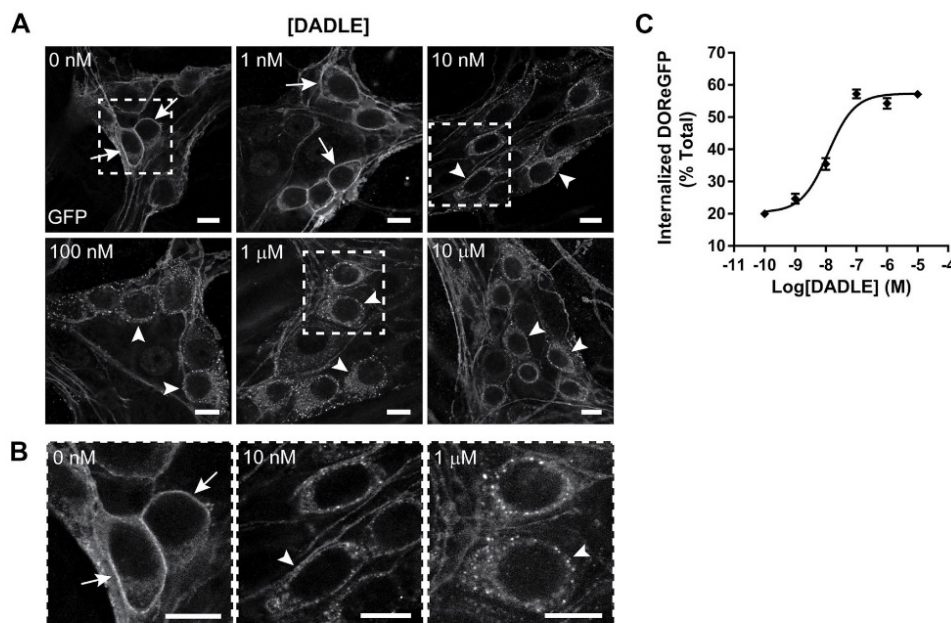 A
[DADLE]
0 nM
1 nM
10 nM
GFP
100 nM
1 µM
10 µM
B
0 nM
10 nM
1 µM
C
Internalized DOReGFP
(% Total)
70
60
50
40
30
20
10
-11 -10 -9 -8 -7 -6 -5 -4
Log[DADLE] (M)